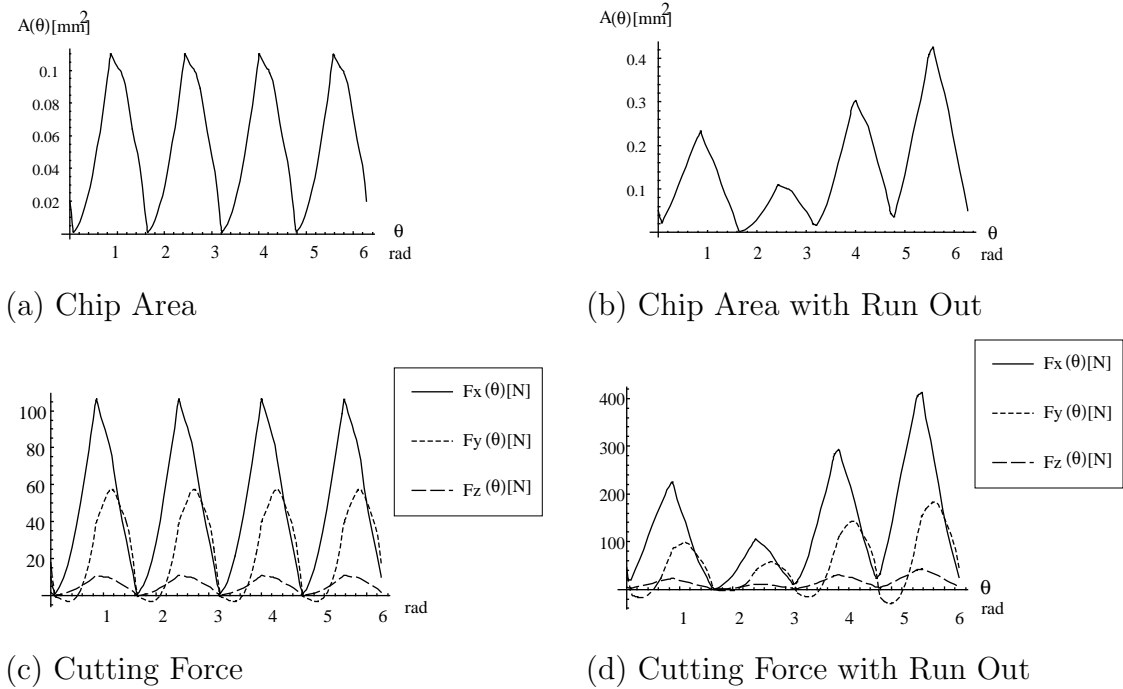 A(θ)[mm²
0.1
0.08
0.06
0.04
0.02
1 2 3 4 5 6
θ
rad
(a) Chip Area
A(θ)[mm²
0.4
0.3
0.2
0.1
1 2 3 4 5 6
θ
rad
(b) Chip Area with Run Out
100
80
60
40
20
1 2 3 4 5 6
rad
Fx(θ)[N]
Fy(θ)[N]
Fz(θ)[N]
(c) Cutting Force
400
300
200
100
1 2 3 4 5 6
θ
rad
Fx(θ)[N]
Fy(θ)[N]
Fz(θ)[N]
(d) Cutting Force with Run Out